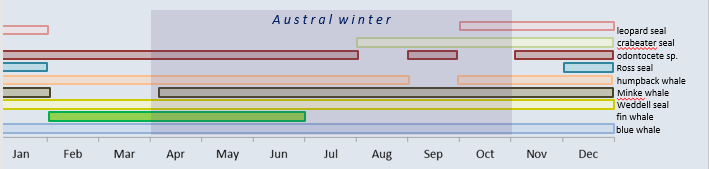 Austral winter
leopard seal
crabeater seal
odontocete sp.
Ross seal
humpback whale
Minke whale
Weddell seal
fin whale
blue whale
Jan Feb Mar Apr May Jun Jul Aug Sep Oct Nov Dec